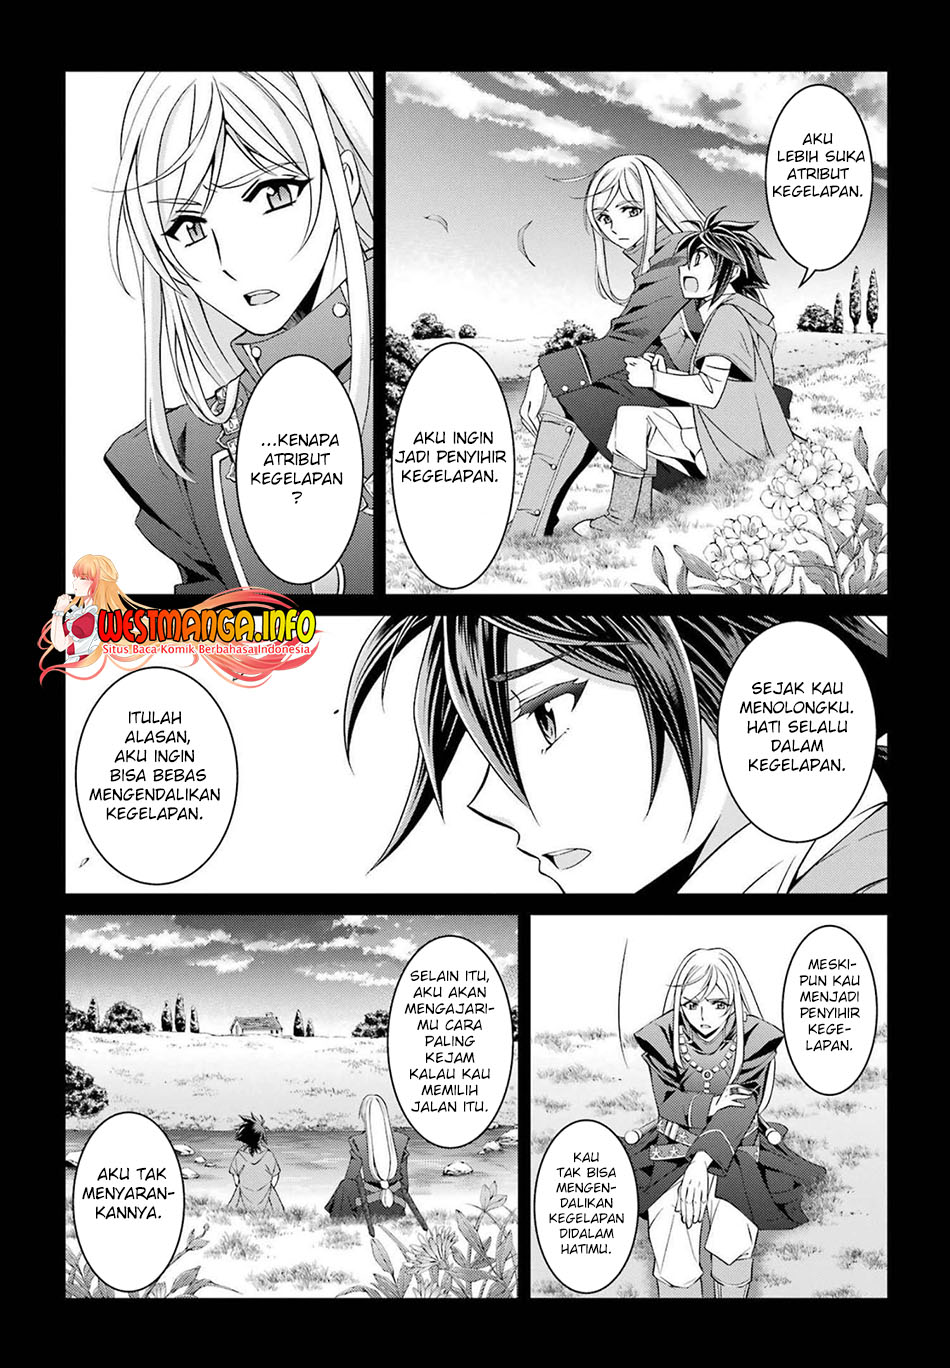 AKU
LEBIH SUKA
ATRIBUT
KEGELAPAN.
AKU INGIN
JADI PENYIHIR
KEGELAPAN.
...KENAPA
ATRIBUT
KEGELAPAN
?
WESTMANGA.INFO
Situs Baca Komik Berbahasa Indonesia
SEJAK KAU
MENOLONGKU.
HATI SELALU
DALAM
KEGELAPAN.
ITULAH
ALASAN,
AKU INGIN
BISA BEBAS
MENGENDALIKAN
KEGELAPAN.
MESKI-
PUN KAU
MENJADI
PENYIHIR
KEGE-
LAPAN.
KAU
TAK BISA
MENGEN-
DALIKAN
KEGELAPAN
DIDALAM
HATIMU.
SELAIN ITU,
AKU AKAN
MENGAJARI-
MU CARA
PALING
KEJAM
KALAU KAU
MEMILIH
JALAN ITU.
AKU TAK
MENYARAN-
KANNYA.